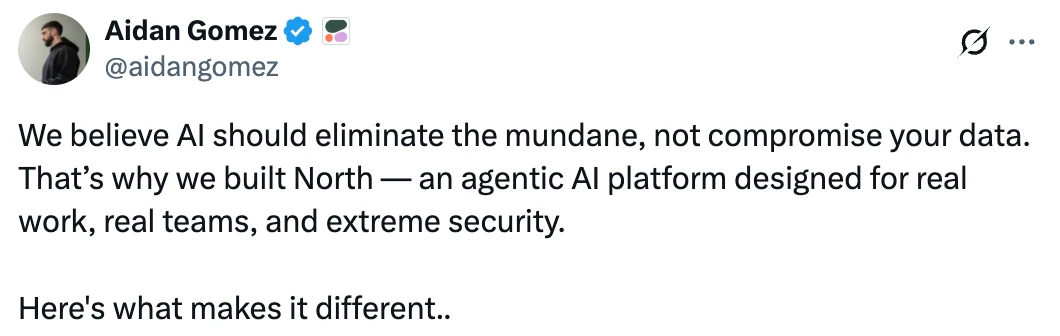 Aidan Gomez
@aidangomez
We believe AI should eliminate the mundane, not compromise your data.
That’s why we built North — an agentic AI platform designed for real
work, real teams, and extreme security.
Here's what makes it different..